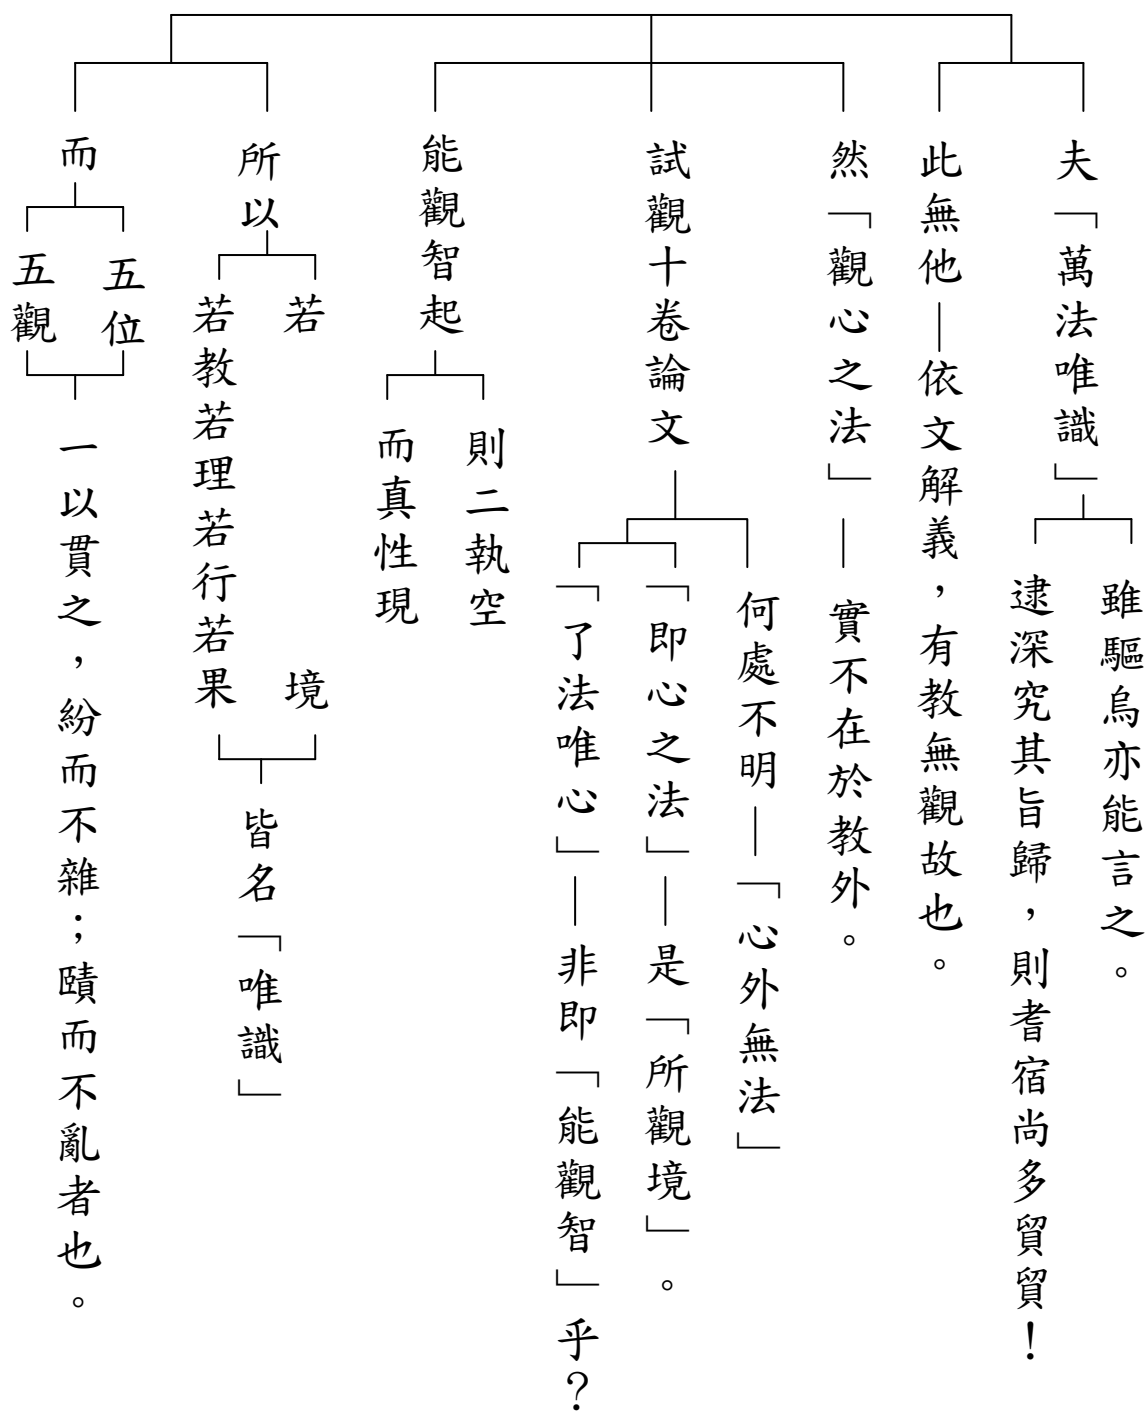 夫「萬法唯識」
雖驅烏亦能言之。
逮深究其旨歸，則耆宿尚多貿貿！
此無他—依文解義，有教無觀故也。
然「觀心之法」—實不在於教外。
試觀十卷論文
何處不明—「心外無法」
「即心之法」—是「所觀境」。
「了法唯心」—非即「能觀智」乎？
能觀智起
則二執空
而真性現
所以
若境
若教若理若行若果
皆名「唯識」
而
五位
五觀
一以貫之，紛而不雜；賾而不亂者也。